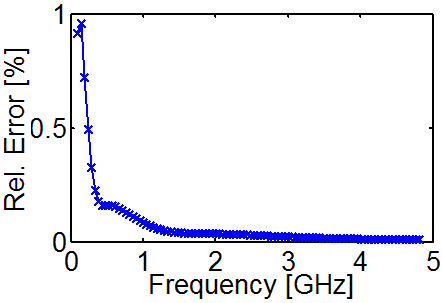 1
0.5
0
Rel. Error [%]
0 1 2 3 4 5
Frequency [GHz]